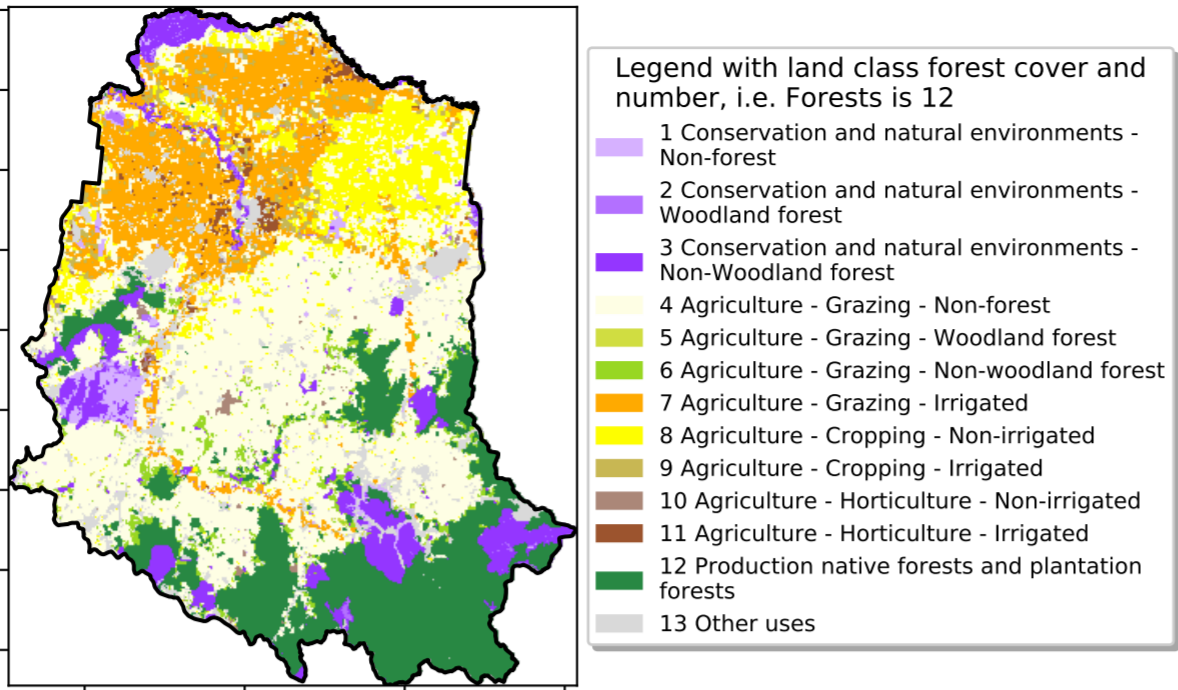 Legend with land class forest cover and
number, i.e. Forests is 12
1 Conservation and natural environments -
Non-forest
2 Conservation and natural environments -
Woodland forest
3 Conservation and natural environments -
Non-Woodland forest
4 Agriculture - Grazing - Non-forest
5 Agriculture - Grazing - Woodland forest
6 Agriculture - Grazing - Non-woodland forest
7 Agriculture - Grazing - Irrigated
8 Agriculture - Cropping - Non-irrigated
9 Agriculture - Cropping - Irrigated
10 Agriculture - Horticulture - Non-irrigated
11 Agriculture - Horticulture - Irrigated
12 Production native forests and plantation
forests
13 Other uses